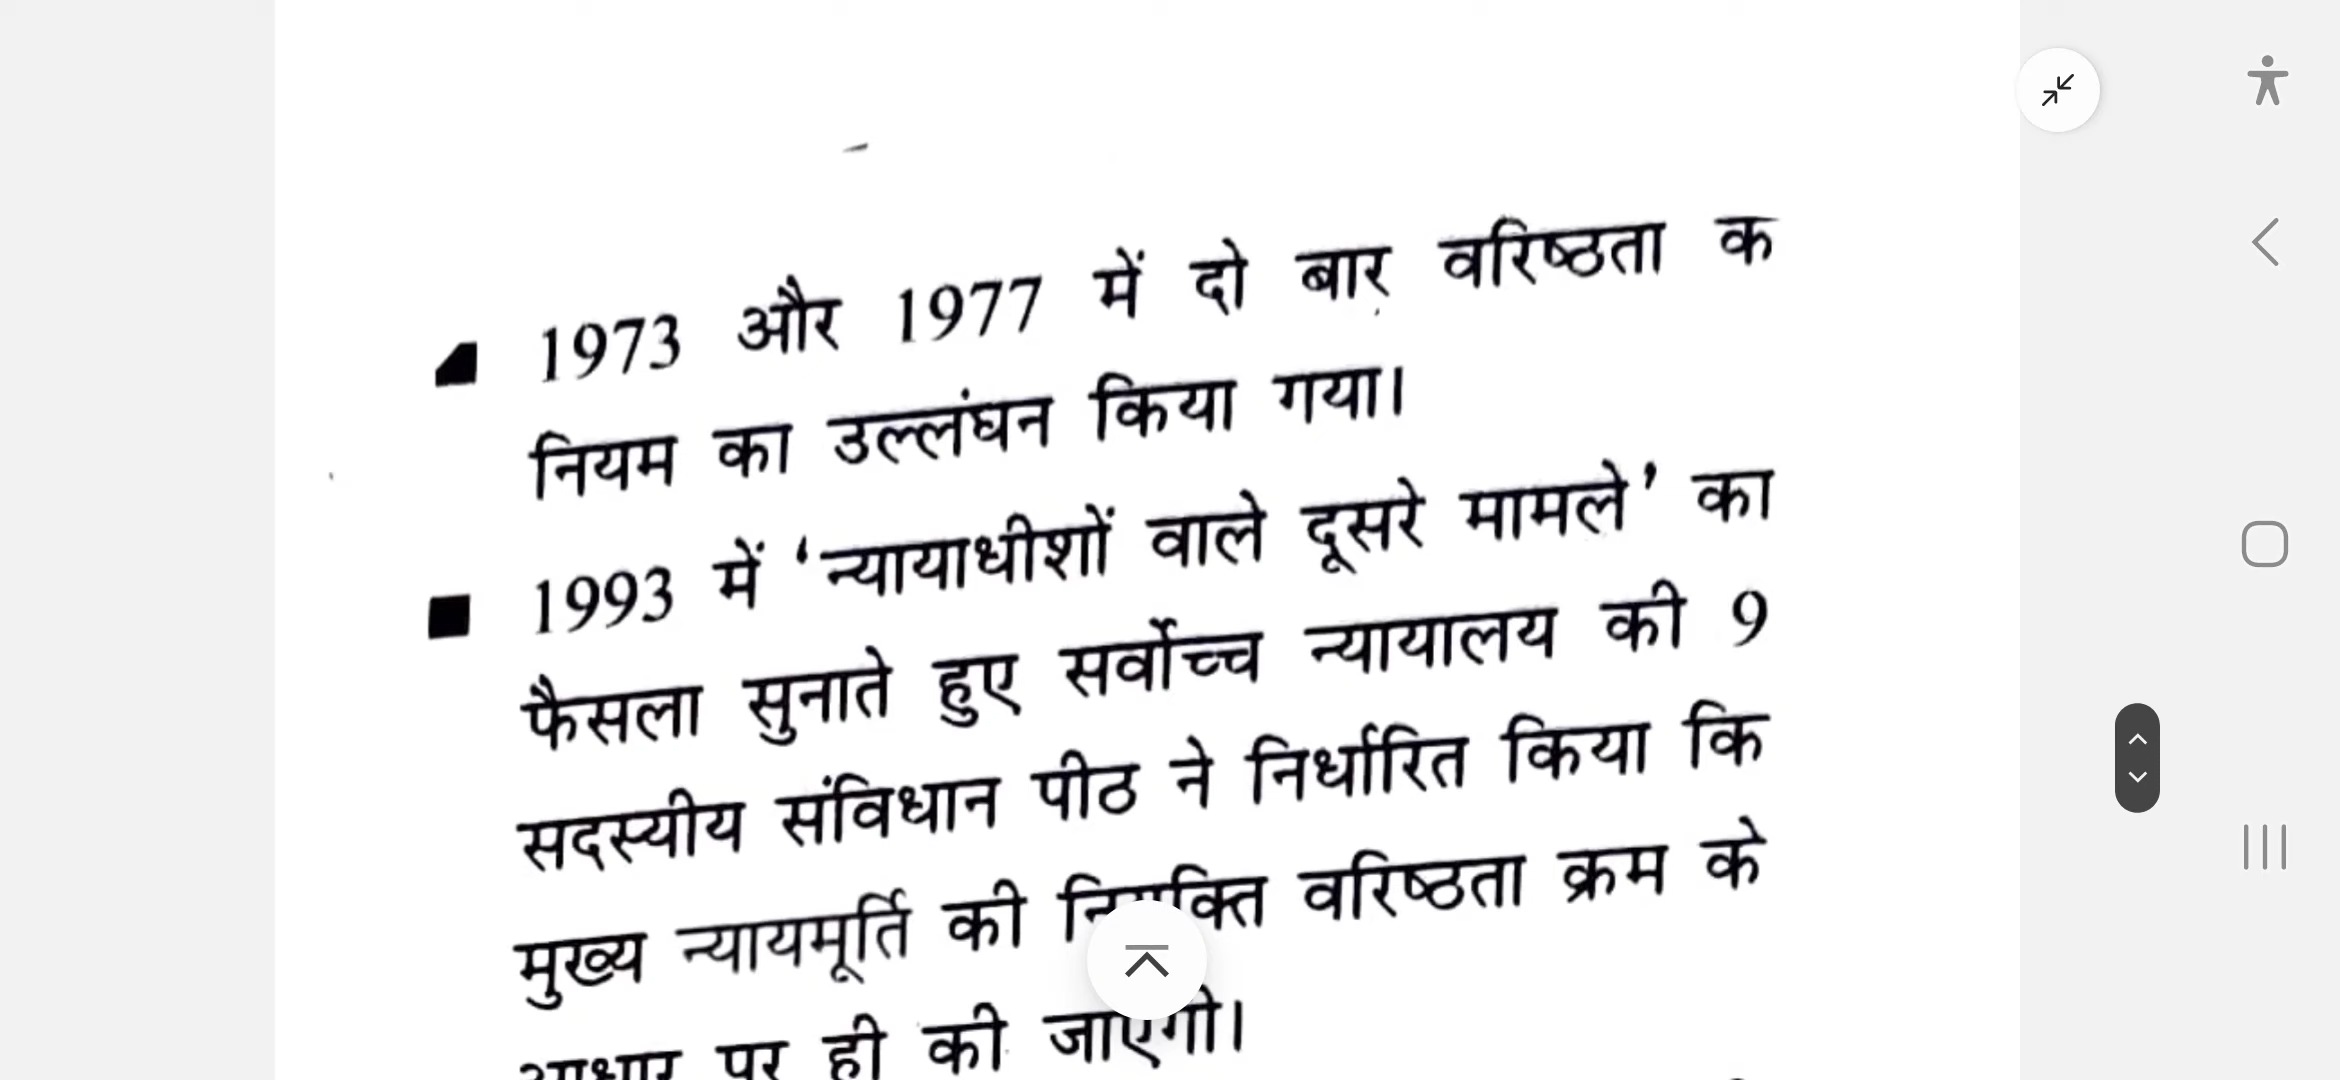 1973 और 1977 में दो बार वरिष्ठता क
नियम का उल्लंघन किया गया।
1993 में ‘न्यायाधीशों वाले दूसरे मामले’ का
फैसला सुनाते हुए सर्वोच्च न्यायालय की 9
सदस्यीय संविधान पीठ ने निर्धारित किया कि
मुख्य न्यायमूर्ति की वरिष्ठता क्रम के
पर ही की जाएगी।